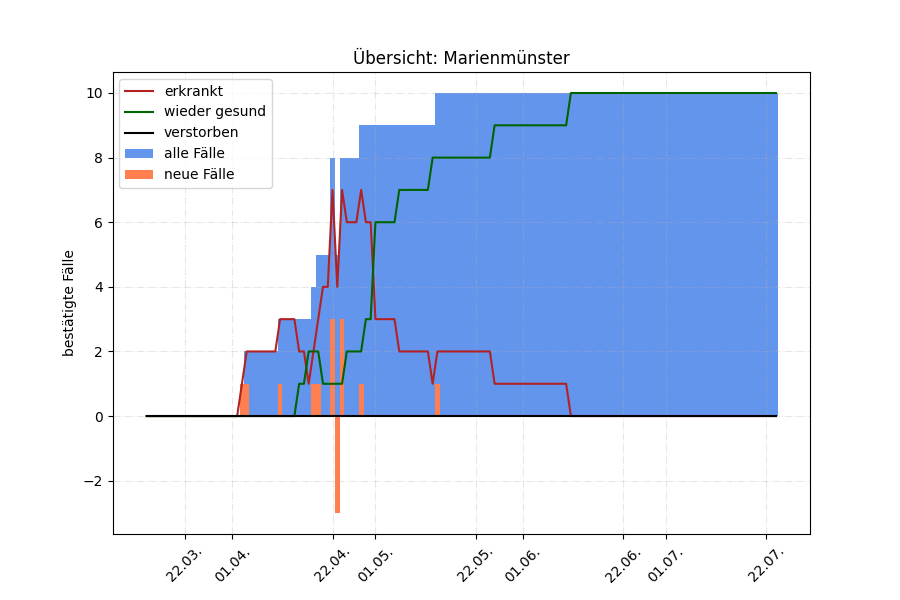 Übersicht: Marienmünster
erkrankt
wieder gesund
verstorben
alle Fälle
neue Fälle
bestätigte Fälle
10
8
6
4
2
0
−2
22.03.
01.04.
22.04.
01.05.
22.05.
01.06.
22.06.
01.07.
22.07.